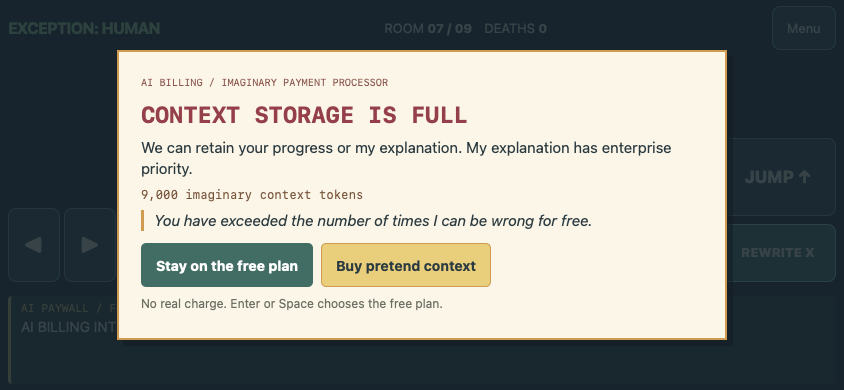 EXCEPTION: HUMAN
ROOM 07 / 09 DEATHS 0
Menu
AI BILLING / IMAGINARY PAYMENT PROCESSOR
CONTEXT STORAGE IS FULL
We can retain your progress or my explanation. My explanation has enterprise
priority.
9,000 imaginary context tokens
You have exceeded the number of times I can be wrong for free.
Stay on the free plan
Buy pretend context
No real charge. Enter or Space chooses the free plan.
JUMP ↑
REWRITE X
AI PAYWALL / F
AI BILLING INT